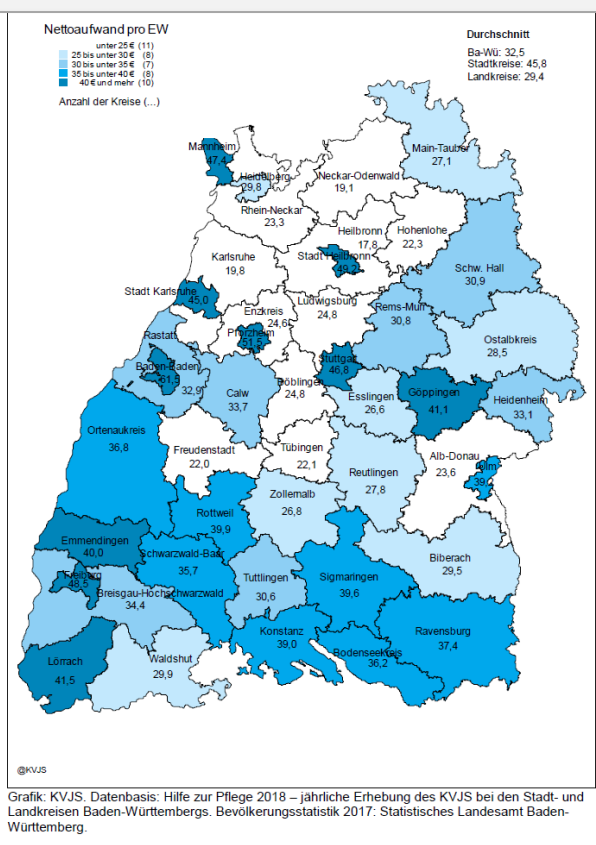 Nettoaufwand pro EW
unter 25 € (11)
25 bis unter 30 € (8)
30 bis unter 35 € (7)
35 bis unter 40 € (8)
40 € und mehr (10)
Anzahl der Kreise (...)
Durchschnitt
Ba-Wü: 32,5
Stadtkreise: 45,8
Landkreise: 29,4
Mannheim
47,4
Main-Tauber
27,1
Heidelberg
29,8
Neckar-Odenwald
19,1
Rhein-Neckar
23,3
Heilbronn
17,8
Hohenlohe
22,3
Karlsruhe
19,8
Stadt Heilbronn
49,2
Schw. Hall
30,9
Stadt Karlsruhe
45,0
Ludwigsburg
24,8
Enzkreis
24,6
Rems-Murr
30,8
Pforzheim
51,5
Rastatt
32,9
Ostalbkreis
28,5
Stuttgart
46,8
Baden-Baden
61,5
Böblingen
24,8
Calw
33,7
Esslingen
26,6
Göppingen
41,1
Heidenheim
33,1
Ortenaukreis
36,8
Freudenstadt
22,0
Tübingen
22,1
Alb-Donau
23,6
Ulm
39,
Reutlingen
27,8
Zollernalb
26,8
Rottweil
39,9
Emmendingen
40,0
Schwarzwald-Baar
35,7
Biberach
29,5
Freiburg
48,5
Tuttlingen
30,6
Sigmaringen
39,6
Breisgau-Hochschwarzwald
34,4
Konstanz
39,0
Ravensburg
37,4
Bodenseekreis
36,2
Lörrach
41,5
Waldshut
29,9
@KVJS
Grafik: KVJS. Datenbasis: Hilfe zur Pflege 2018 – jährliche Erhebung des KVJS bei den Stadt- und
Landkreisen Baden-Württembergs. Bevölkerungsstatistik 2017: Statistisches Landesamt Baden-
Württemberg.